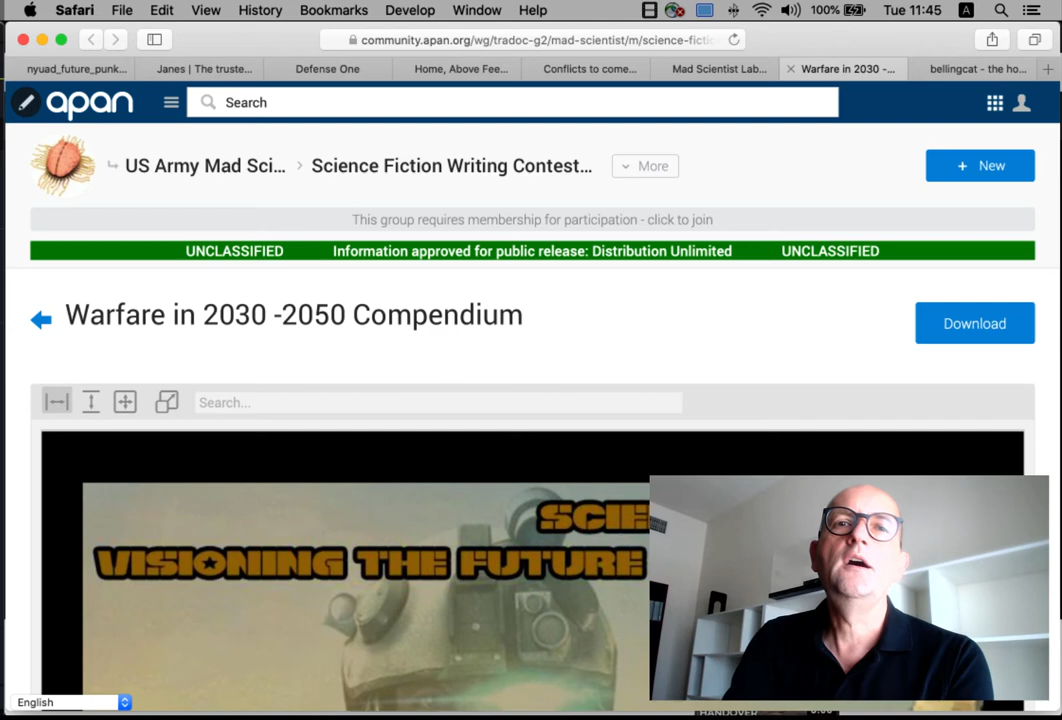 Safari File Edit View History Bookmarks Develop Window Help 100% Tue 11:45 A
community.apan.org/wg/tradoc-g2/mad-scientist/m/science-fictio
nyuad_future_punk... Janes | The truste... Defense One Home, Above Fee... Conflicts to come... Mad Scientist Lab... Warfare in 2030 -... bellingcat - the ho...
apan Search
US Army Mad Sci... Science Fiction Writing Contest... More + New
This group requires membership for participation - click to join
UNCLASSIFIED Information approved for public release: Distribution Unlimited UNCLASSIFIED
Warfare in 2030 -2050 Compendium Download
Search...
SCIE
VISIONING THE FUTURE
English
HANDOVER